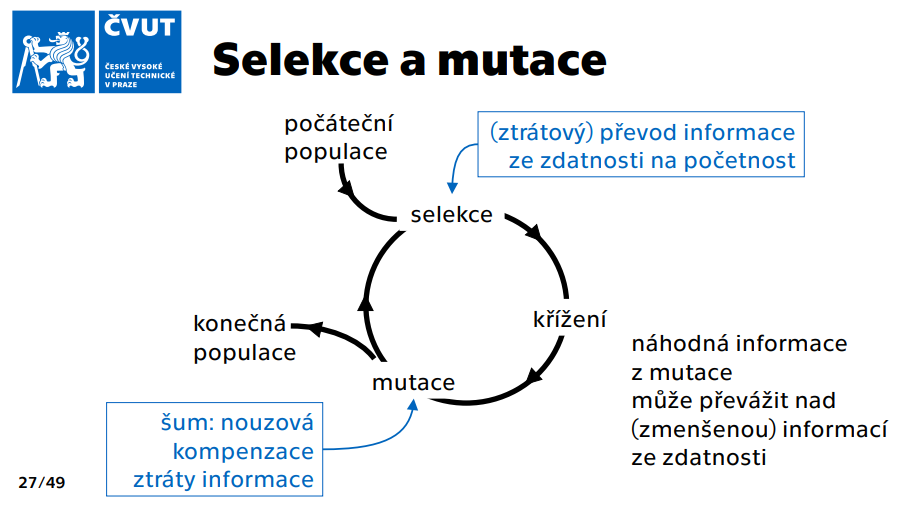 ČVUT
ČESKÉ VYSOKÉ
UČENÍ TECHNICKÉ
V PRAZE
Selekce a mutace
počáteční
populace
(ztrátový) převod informace
ze zdatnosti na početnost
selekce
křížení
konečná
populace
mutace
náhodná informace
z mutace
může převážit nad
(zmenšenou) informací
ze zdatnosti
šum: nouzová
kompenzace
ztráty informace
27/49